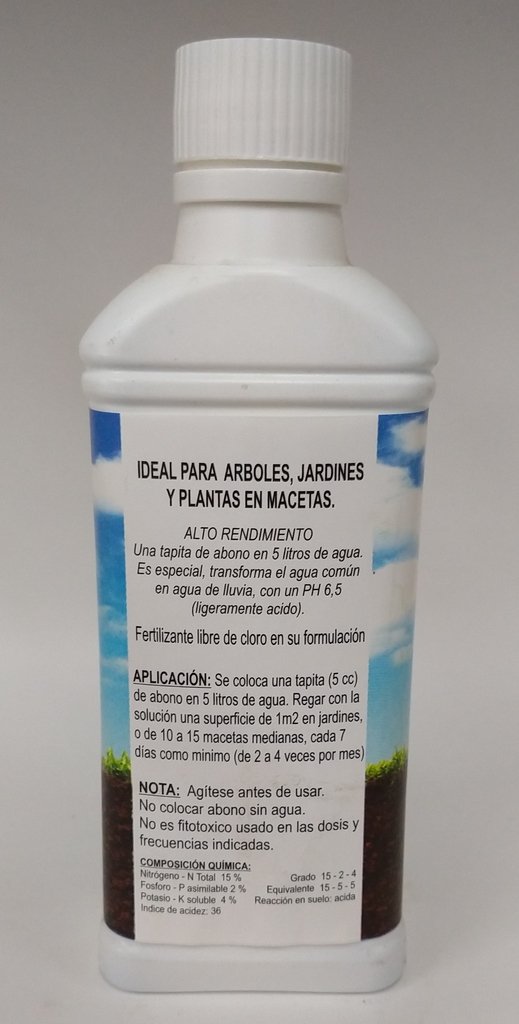 IDEAL PARA ARBOLES, JARDINES
Y PLANTAS EN MACETAS.
ALTO RENDIMIENTO
Una tapita de abono en 5 litros de agua.
Es especial, transforma el agua común
en agua de lluvia, con un PH 6,5
(ligeramente acido).
Fertilizante libre de cloro en su formulación
APLICACIÓN: Se coloca una tapita (5 cc)
de abono en 5 litros de agua. Regar con la
solución una superficie de 1m2 en jardines,
o de 10 a 15 macetas medianas, cada 7
días como minimo (de 2 a 4 veces por mes)
NOTA: Agítese antes de usar.
No colocar abono sin agua.
No es fitotoxico usado en las dosis y
frecuencias indicadas.
COMPOSICIÓN QUÍMICA:
Nitrógeno - N Total 15 % Grado 15 - 2 - 4
Fosforo - P asimilable 2 % Equivalente 15 - 5 - 5
Potasio - K soluble 4 % Reacción en suelo: acida
Indice de acidez: 36